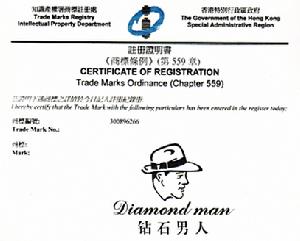 知識產權署商標註冊處
Trade Marks Registry
Intellectual Property Department
香港特別行政區政府
The Government of the Hong Kong
Special Administrative Region
註冊證明書
《商標條例》(第 559 章)
CERTIFICATE OF REGISTRATION
Trade Marks Ordinance (Chapter 559)
I hereby certify that the Trade Mark with the following particulars has been entered in the register today:
商標編號:
Trade Mark No.: 300896266
商標:
Mark:
Diamond man
钻石男人